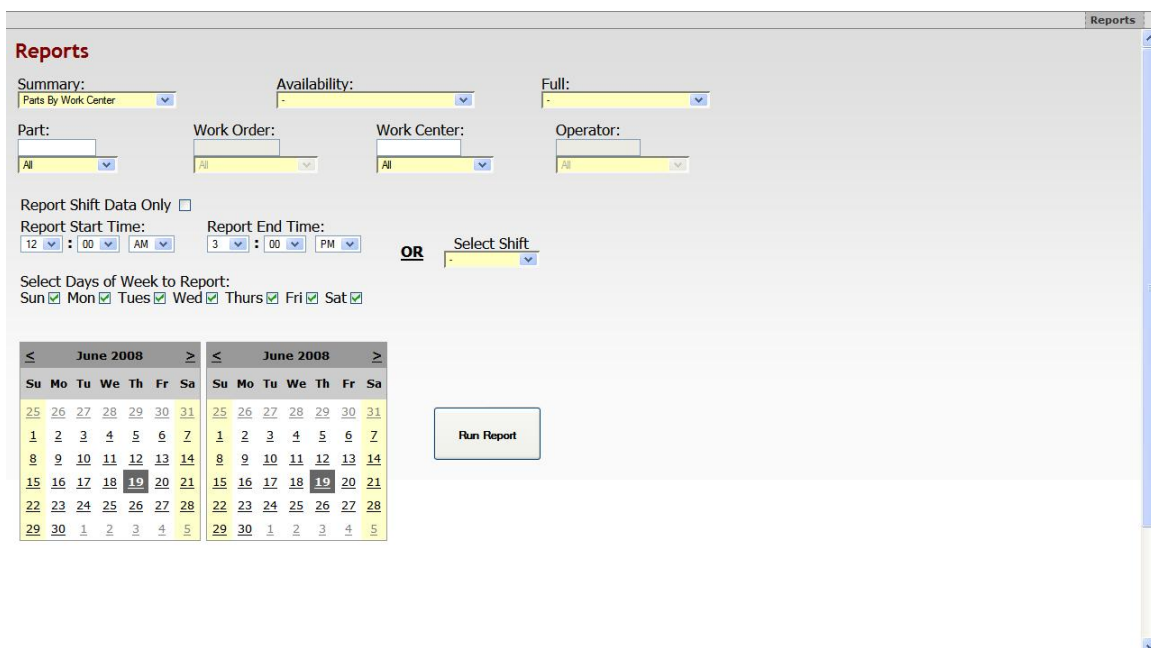 Reports
Reports
Summary: Availability: Full:
Parts By Work Center - -
Part: Work Order: Work Center: Operator:
All All All All
Report Shift Data Only
Report Start Time: Report End Time:
12 : 00 AM 3 : 00 PM OR Select Shift
-
Select Days of Week to Report:
Sun Mon Tues Wed Thurs Fri Sat
< June 2008 > < June 2008 >
Su Mo Tu We Th Fr Sa Su Mo Tu We Th Fr Sa
25 26 27 28 29 30 31 25 26 27 28 29 30 31
1 2 3 4 5 6 7 1 2 3 4 5 6 7
8 9 10 11 12 13 14 8 9 10 11 12 13 14
15 16 17 18 19 20 21 15 16 17 18 19 20 21
22 23 24 25 26 27 28 22 23 24 25 26 27 28
29 30 1 2 3 4 5 29 30 1 2 3 4 5
Run Report